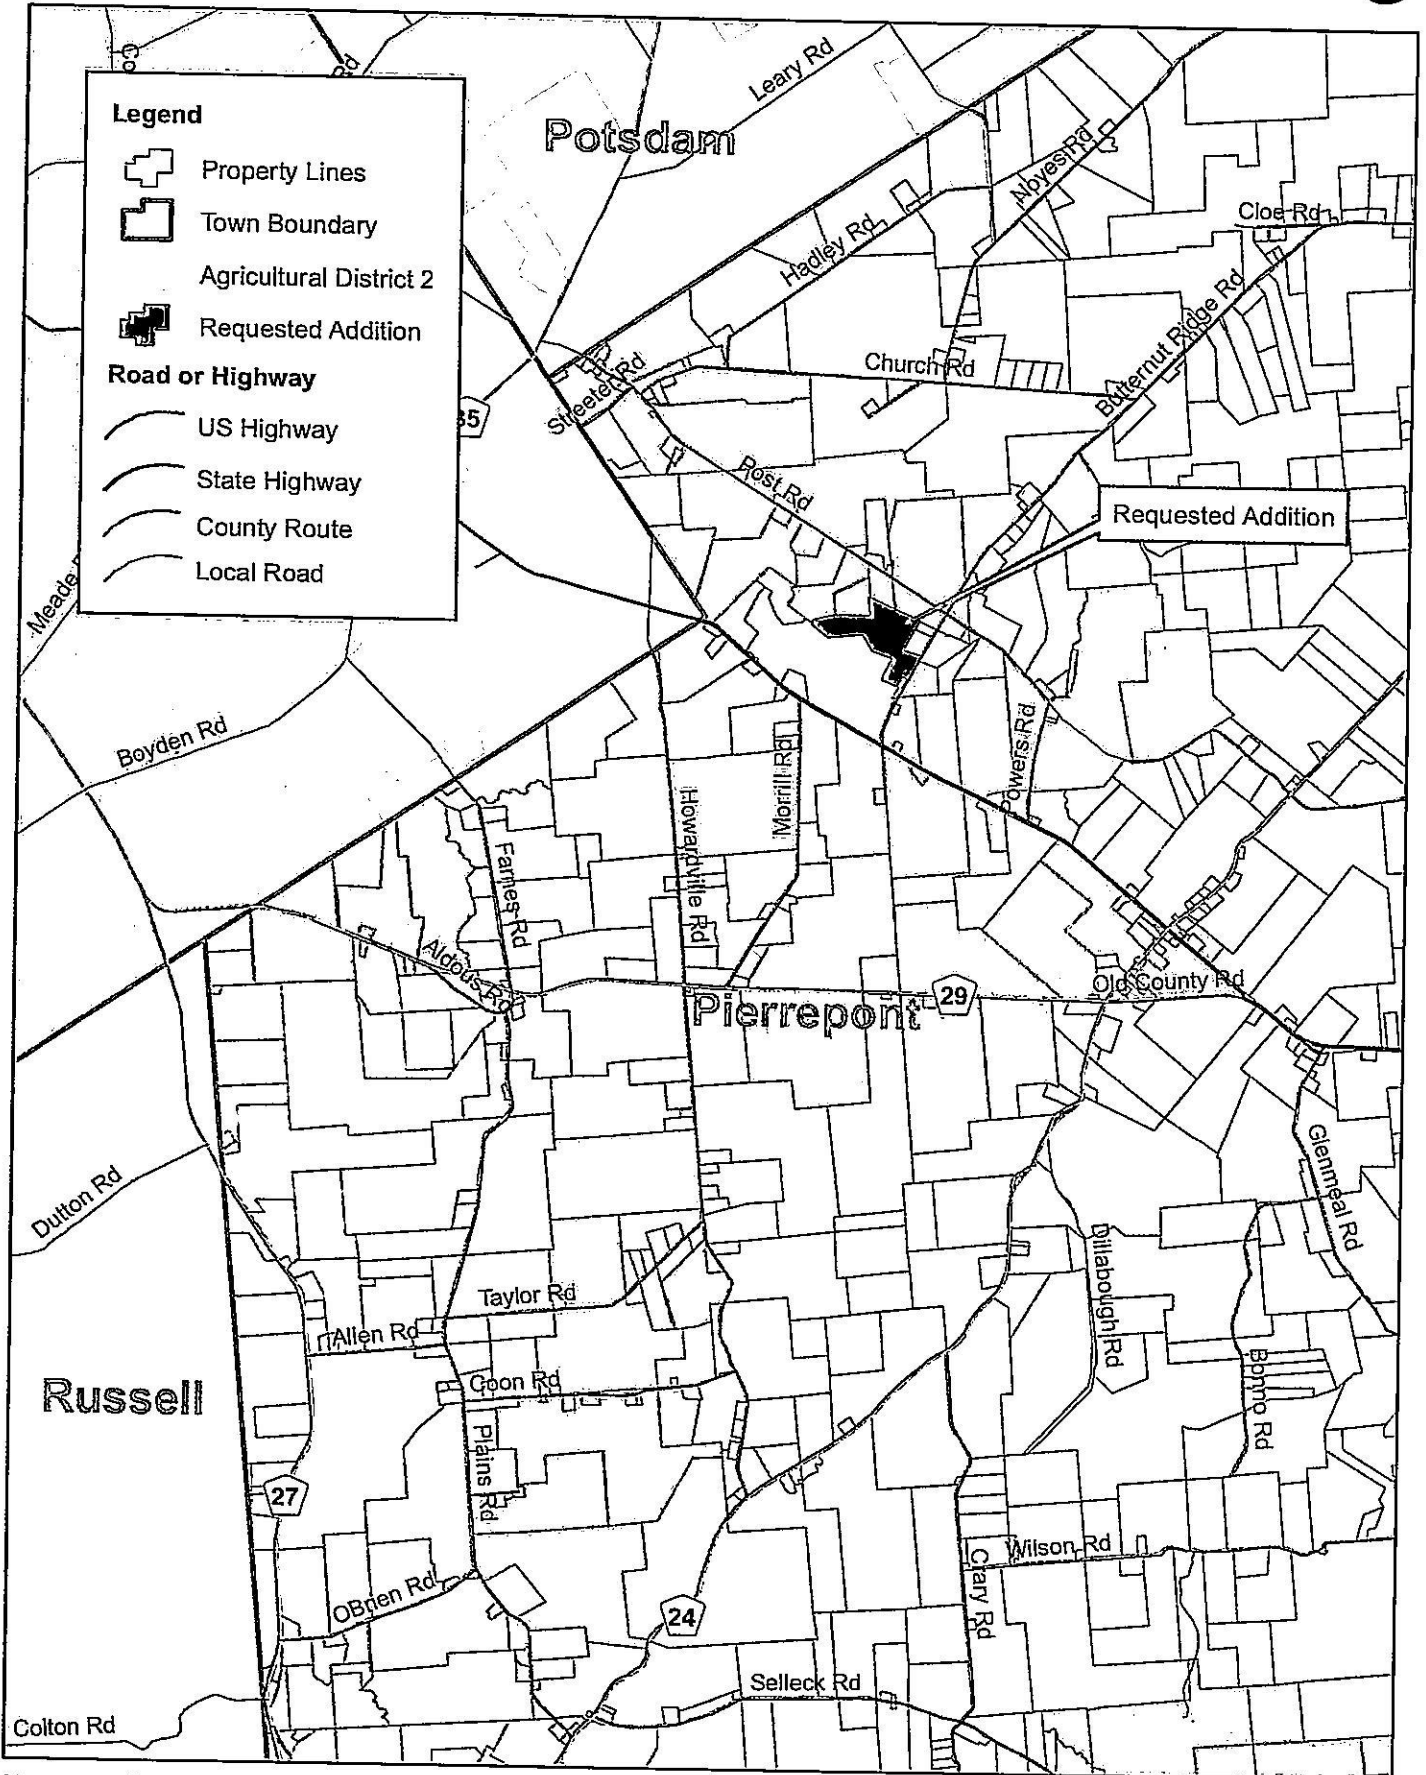 Legend
Property Lines
Town Boundary
Agricultural District 2
Requested Addition
Road or Highway
US Highway
State Highway
County Route
Local Road
Co
Rd
Potsdam
Leary Rd
Noyes Rd
Cloe Rd
Hadley Rd
Butternut Ridge Rd
Church Rd
Streeter Rd
35
Post Rd
Requested Addition
Meade
Boyden Rd
Powers Rd
Morrill Rd
Howardville Rd
Farnes Rd
Aldous Rd
Old County Rd
29
Pierrepont
Glenmeal Rd
Dutton Rd
Dillabough Rd
Taylor Rd
Allen Rd
Coon Rd
Bonno Rd
Russell
Plains Rd
27
Wilson Rd
Crary Rd
OBrien Rd
24
Selleck Rd
Colton Rd